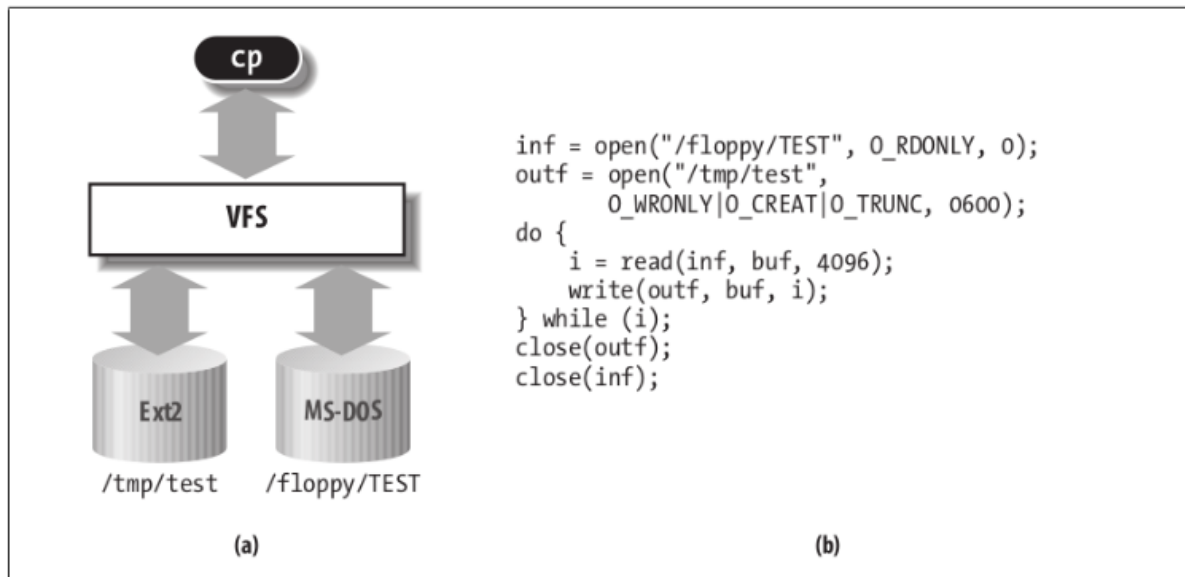 cp
VFS
Ext2
MS-DOS
/tmp/test
/floppy/TEST
(a)
inf = open("/floppy/TEST", O_RDONLY, 0);
outf = open("/tmp/test",
       O_WRONLY|O_CREAT|O_TRUNC, 0600);
do {
    i = read(inf, buf, 4096);
    write(outf, buf, i);
} while (i);
close(outf);
close(inf);
(b)